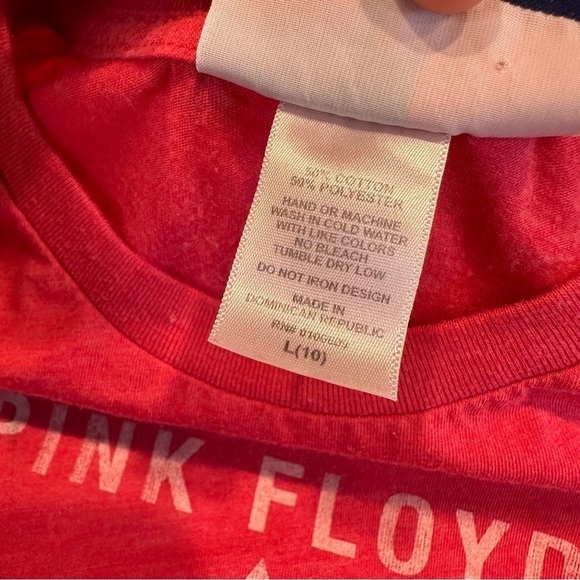 50% COTTON
50% POLYESTER
HAND OR MACHINE
WASH IN COLD WATER
WITH LIKE COLORS
NO BLEACH
TUMBLE DRY LOW
DO NOT IRON DESIGN
MADE IN
DOMINICAN REPUBLIC
RN#
L(10)
PINK FLOYD